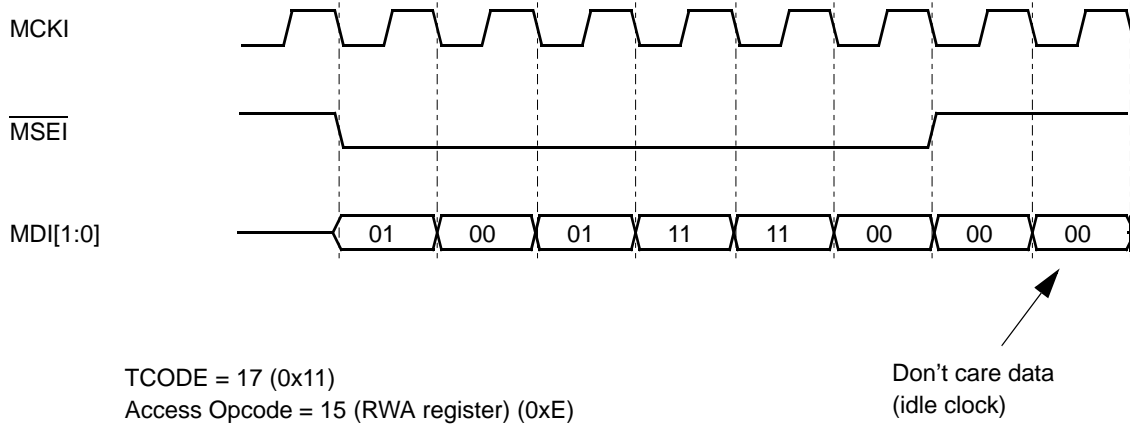 MCKI
MSEI
MDI[1:0]
01 00 01 11 11 00 00 00
Don't care data
(idle clock)
TCODE = 17 (0x11)
Access Opcode = 15 (RWA register) (0xE)